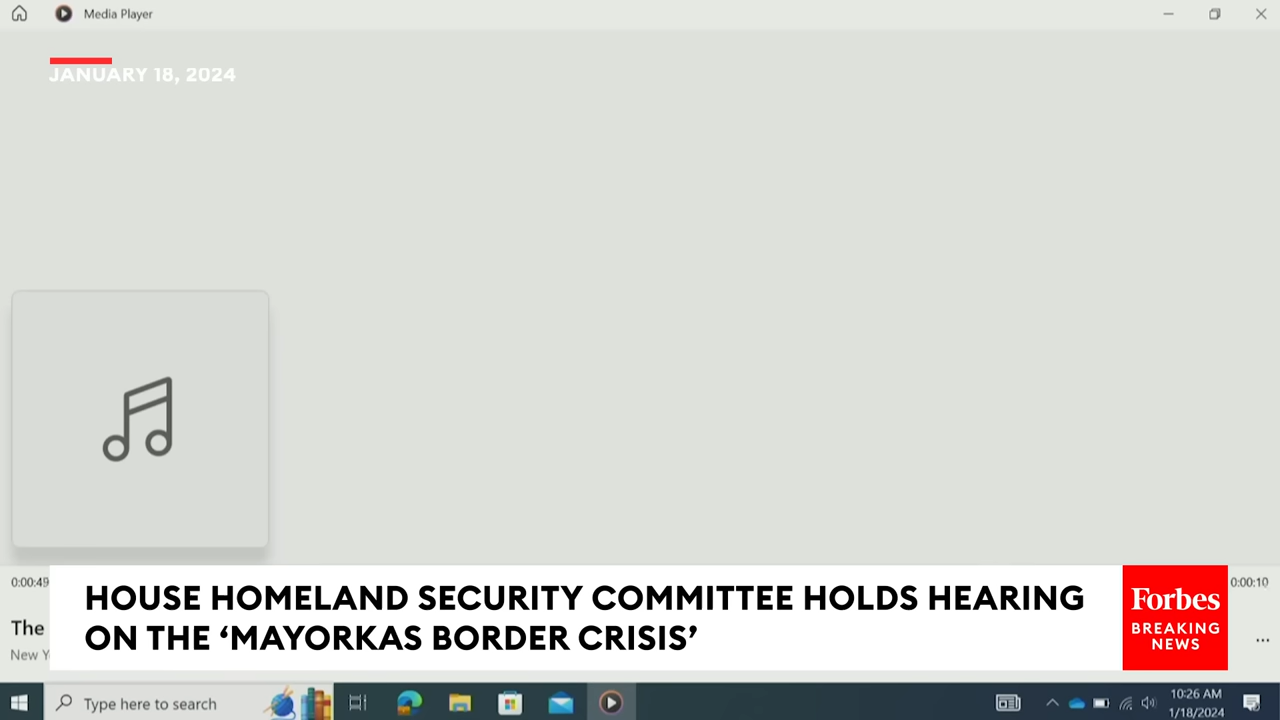 Media Player
JANUARY 18, 2024
0:00:49
0:00:10
HOUSE HOMELAND SECURITY COMMITTEE HOLDS HEARING
ON THE ‘MAYORKAS BORDER CRISIS’
Forbes
BREAKING
NEWS
The
New Y
Type here to search
10:26 AM
1/18/2024